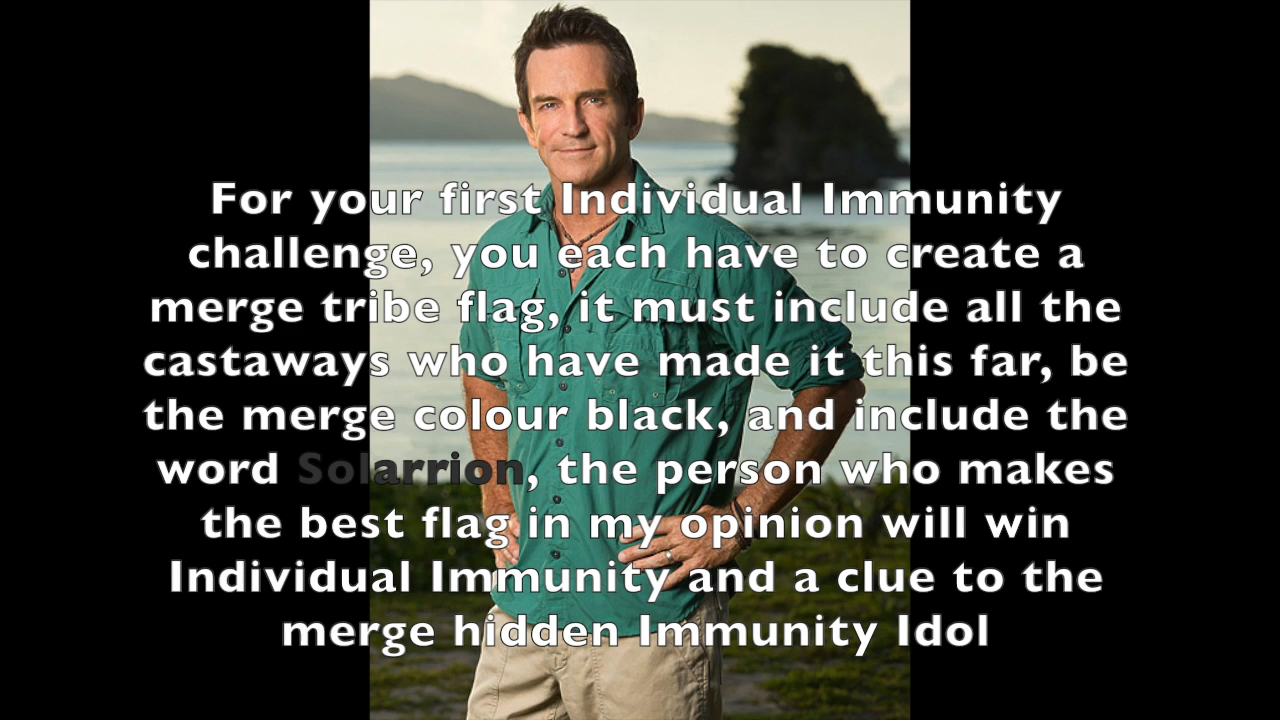 For your first Individual Immunity
challenge, you each have to create a
merge tribe flag, it must include all the
castaways who have made it this far, be
the merge colour black, and include the
word Solarrion, the person who makes
the best flag in my opinion will win
Individual Immunity and a clue to the
merge hidden Immunity Idol